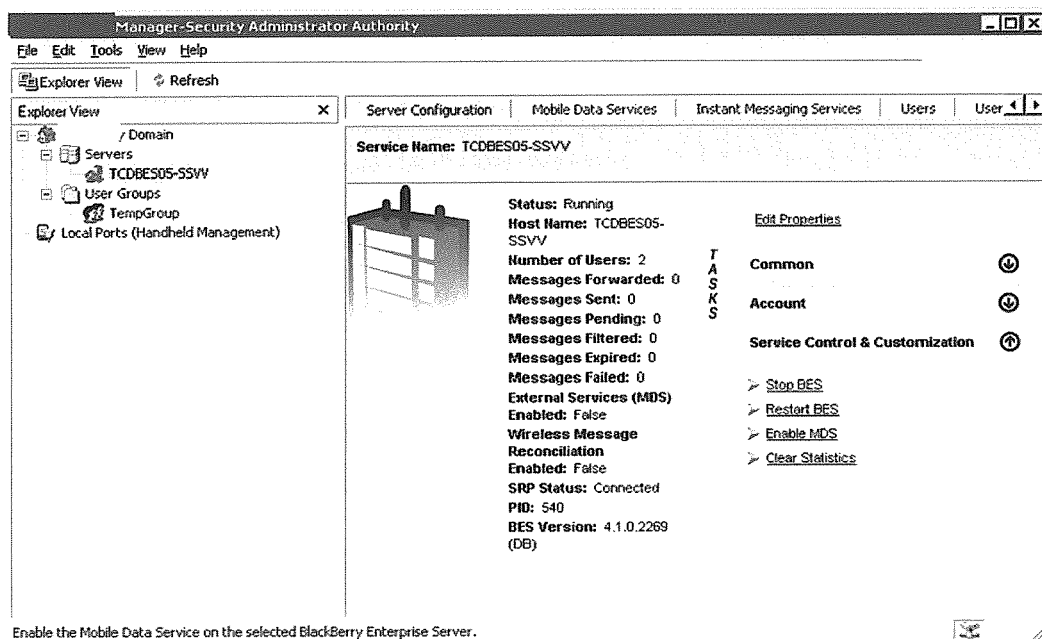 Manager-Security Administrator Authority
File Edit Tools View Help
Explorer View Refresh
Explorer View
/ Domain
Servers
TCDBES05-SSVV
User Groups
TempGroup
Local Ports (Handheld Management)
Server Configuration Mobile Data Services Instant Messaging Services Users User
Service Name: TCDBES05-SSVV
Status: Running
Host Name: TCDBES05-
SSVV
Number of Users: 2
Messages Forwarded: 0
Messages Sent: 0
Messages Pending: 0
Messages Filtered: 0
Messages Expired: 0
Messages Failed: 0
External Services (MDS)
Enabled: False
Wireless Message
Reconciliation
Enabled: False
SRP Status: Connected
PID: 540
BES Version: 4.1.0.2269
(DB)
TASKS
Edit Properties
Common
Account
Service Control & Customization
Stop BES
Restart BES
Enable MDS
Clear Statistics
Enable the Mobile Data Service on the selected BlackBerry Enterprise Server.